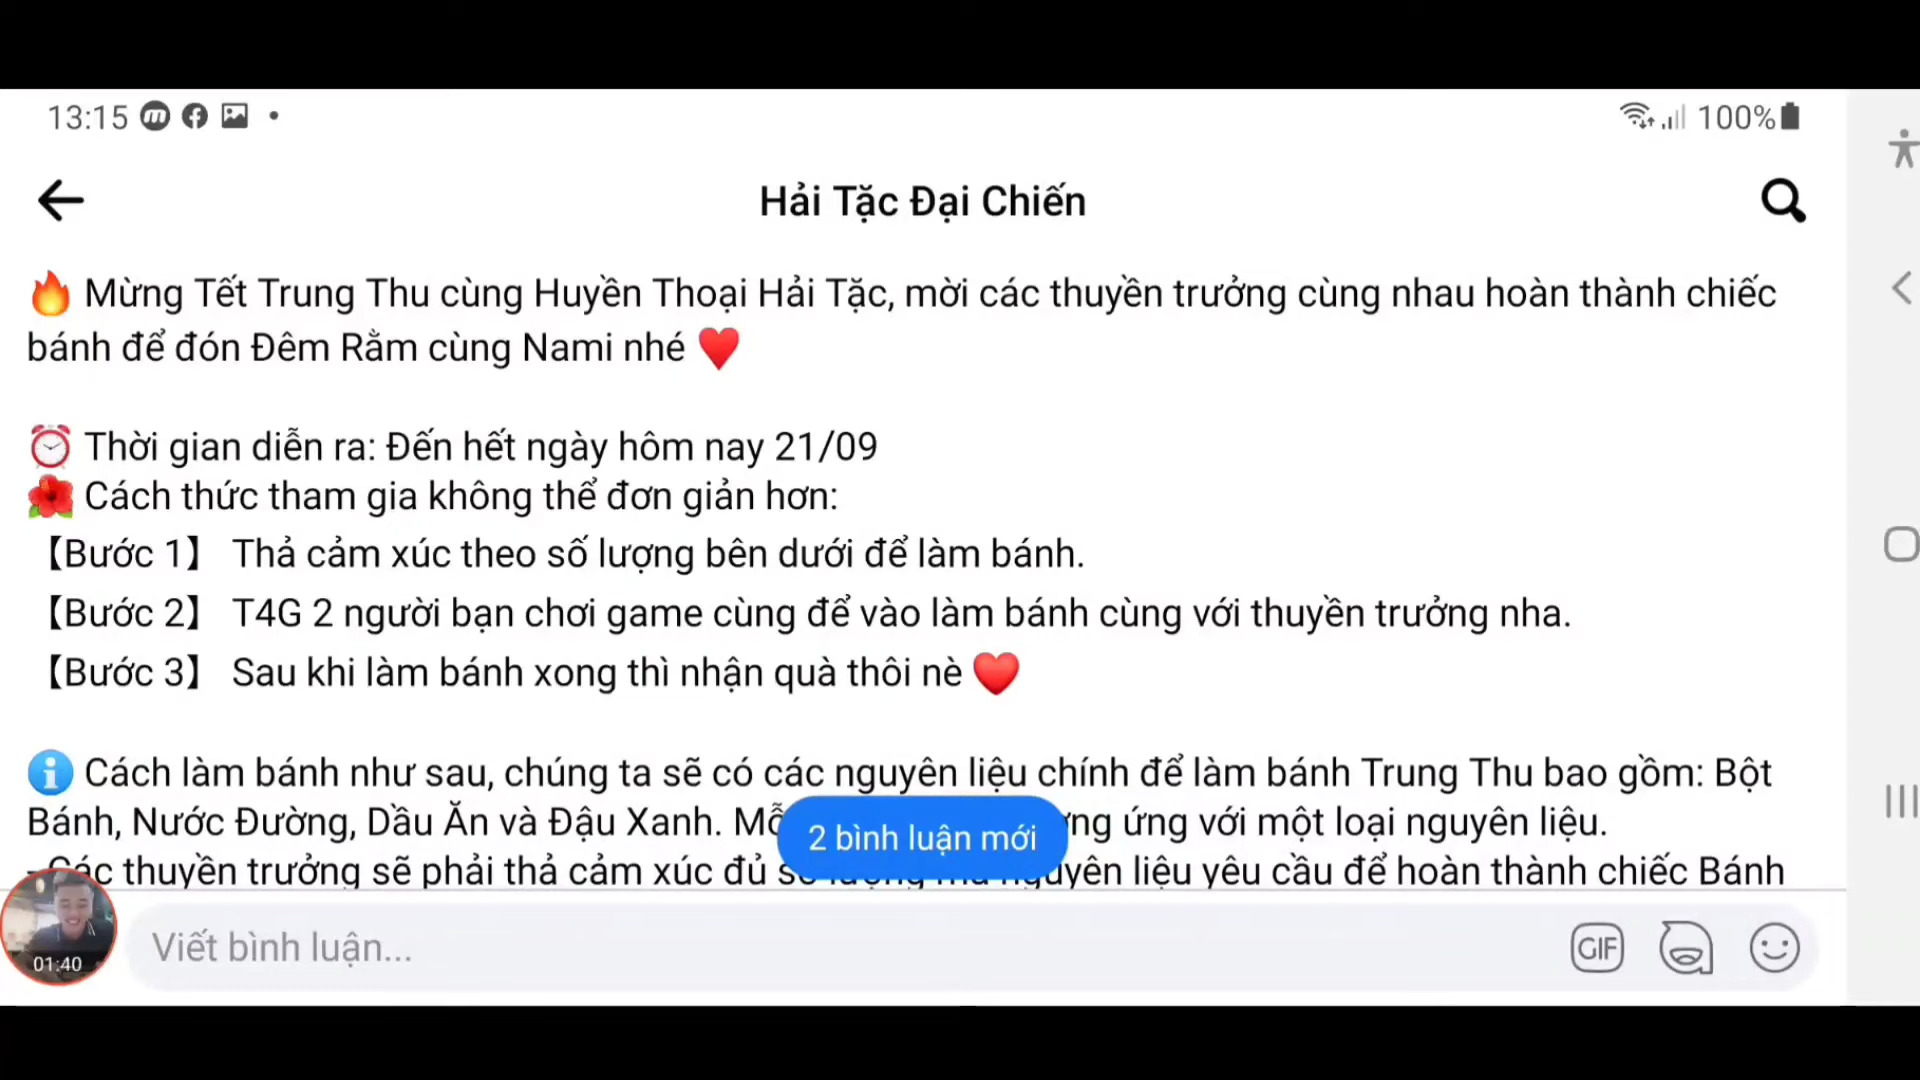 13:15
100%
Hải Tặc Đại Chiến
🔥 Mừng Tết Trung Thu cùng Huyền Thoại Hải Tặc, mời các thuyền trưởng cùng nhau hoàn thành chiếc
bánh để đón Đêm Rằm cùng Nami nhé ♥️
⏰ Thời gian diễn ra: Đến hết ngày hôm nay 21/09
🌺 Cách thức tham gia không thể đơn giản hơn:
【Bước 1】 Thả cảm xúc theo số lượng bên dưới để làm bánh.
【Bước 2】 T4G 2 người bạn chơi game cùng để vào làm bánh cùng với thuyền trưởng nha.
【Bước 3】 Sau khi làm bánh xong thì nhận quà thôi nè ❤️
ℹ️ Cách làm bánh như sau, chúng ta sẽ có các nguyên liệu chính để làm bánh Trung Thu bao gồm: Bột
Bánh, Nước Đường, Dầu Ăn và Đậu Xanh. ứng với một loại nguyên liệu.
2 bình luận mới
thuyền trưởng sẽ phải thả cảm xúc đủ yêu cầu để hoàn thành chiếc Bánh
01:40
Viết bình luận...
GIF